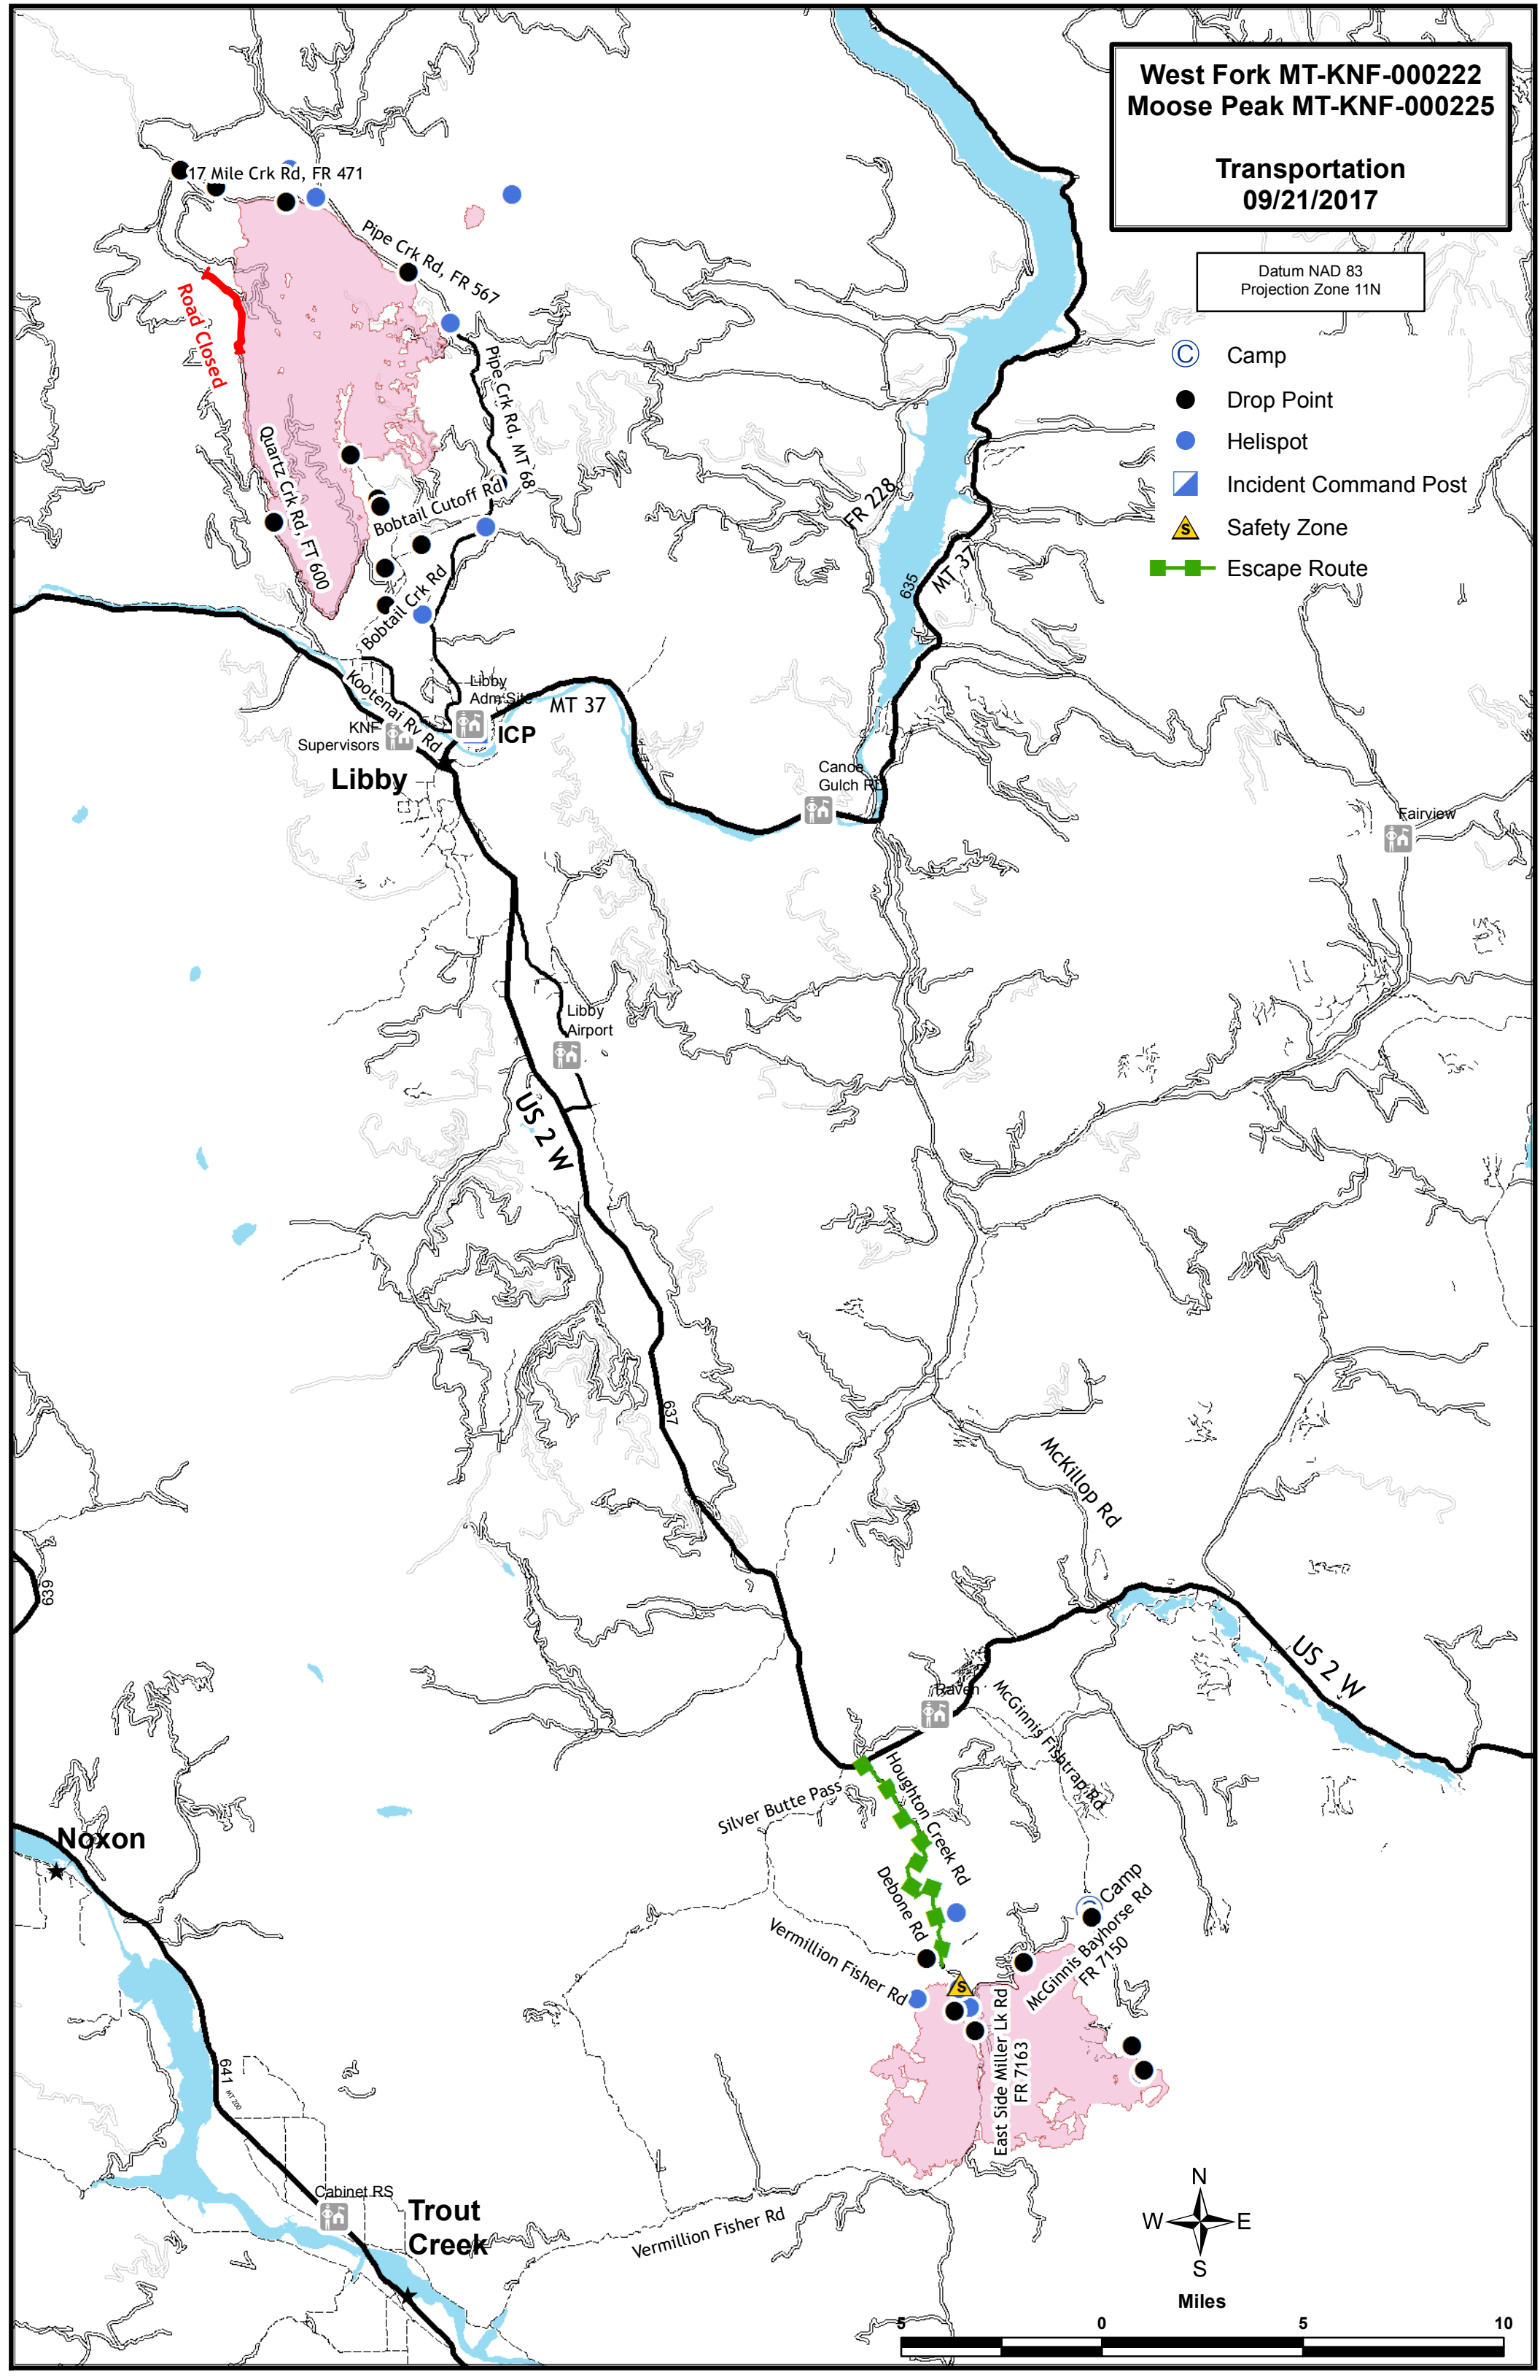 West Fork MT-KNF-000222
Moose Peak MT-KNF-000225
Transportation
09/21/2017
Datum NAD 83
Projection Zone 11N
C Camp
Drop Point
Helispot
Incident Command Post
S Safety Zone
Escape Route
17 Mile Crk Rd, FR 471
Pipe Crk Rd, FR 567
Road Closed
Pipe Crk Rd, MT 68
Quartz Crk Rd, FT 600
Bobtail Cutoff Rd
FR 228
635
MT 37
Bobtail Crk Rd
Kootenai Rv Rd
Libby
Adm Site
MT 37
KNF
Supervisors
ICP
Libby
Canoe
Gulch RD
Fairview
Libby
Airport
US 2 W
637
McKillop Rd
639
US 2 W
Raven
McGinnis Fishtrap Rd
Houghton Creek Rd
Silver Butte Pass
Noxon
Debone Rd
Camp
McGinnis Bayhorse Rd
FR 7150
Vermillion Fisher Rd
S
East Side Miller Lk Rd
FR 7163
641
MT 200
Cabinet RS
Trout
Creek
Vermillion Fisher Rd
N
W E
S
Miles
5 0 5 10